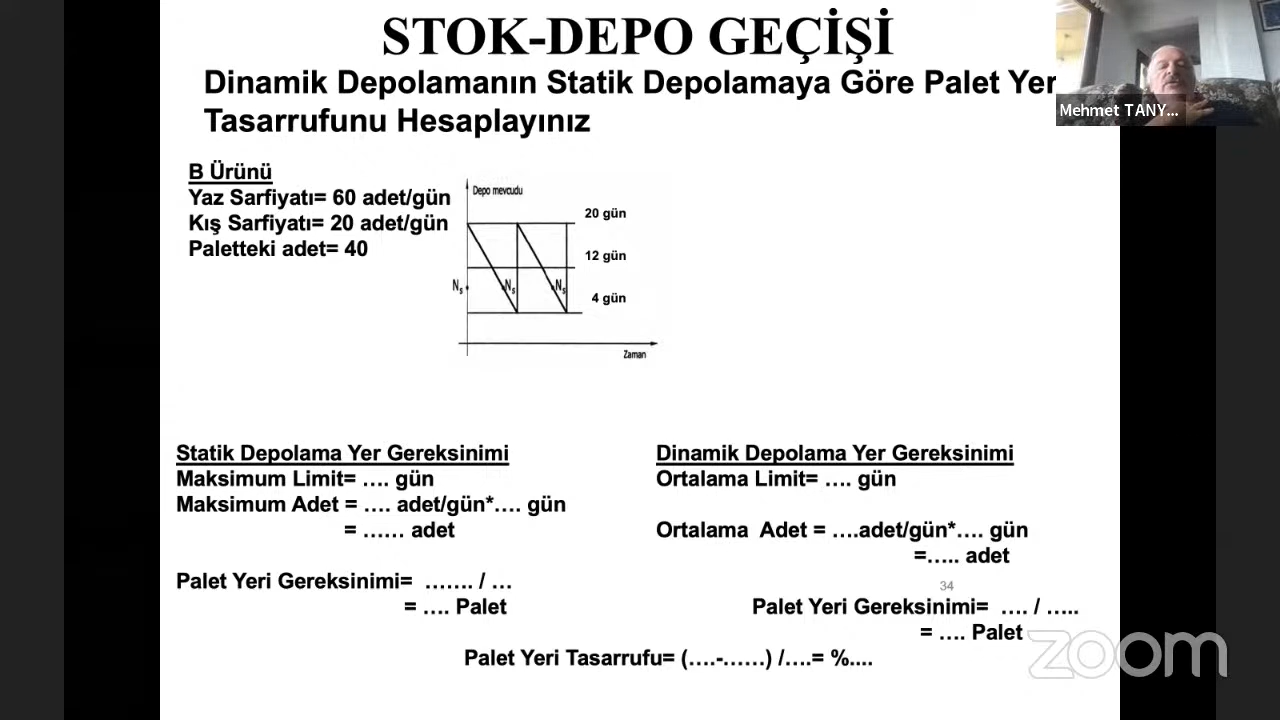 STOK-DEPO GEÇİŞİ
Dinamik Depolamanın Statik Depolamaya Göre Palet Yer
Tasarrufunu Hesaplayınız
Mehmet TANY...
B Ürünü
Yaz Sarfiyatı= 60 adet/gün
Kış Sarfiyatı= 20 adet/gün
Paletteki adet= 40
Depo mevcudu
20 gün
12 gün
Ns Ns Ns
4 gün
Zaman
Statik Depolama Yer Gereksinimi
Maksimum Limit= …. gün
Maksimum Adet = …. adet/gün*…. gün
= …… adet
Palet Yeri Gereksinimi= ……. / …
= …. Palet
Dinamik Depolama Yer Gereksinimi
Ortalama Limit= …. gün
Ortalama Adet = ….adet/gün*…. gün
=….. adet
34
Palet Yeri Gereksinimi= …. / …..
= …. Palet
Palet Yeri Tasarrufu= (….-……) /….= %....
zoom